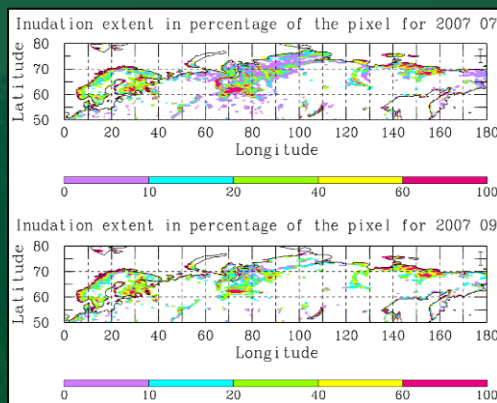 Inudation extent in percentage of the pixel for 2007 07
80
70
60
50
Latitude
0 20 40 60 80 100 120 140 160 180
Longitude
0 10 20 40 60 100
Inudation extent in percentage of the pixel for 2007 09
80
70
60
50
Latitude
0 20 40 60 80 100 120 140 160 180
Longitude
0 10 20 40 60 100